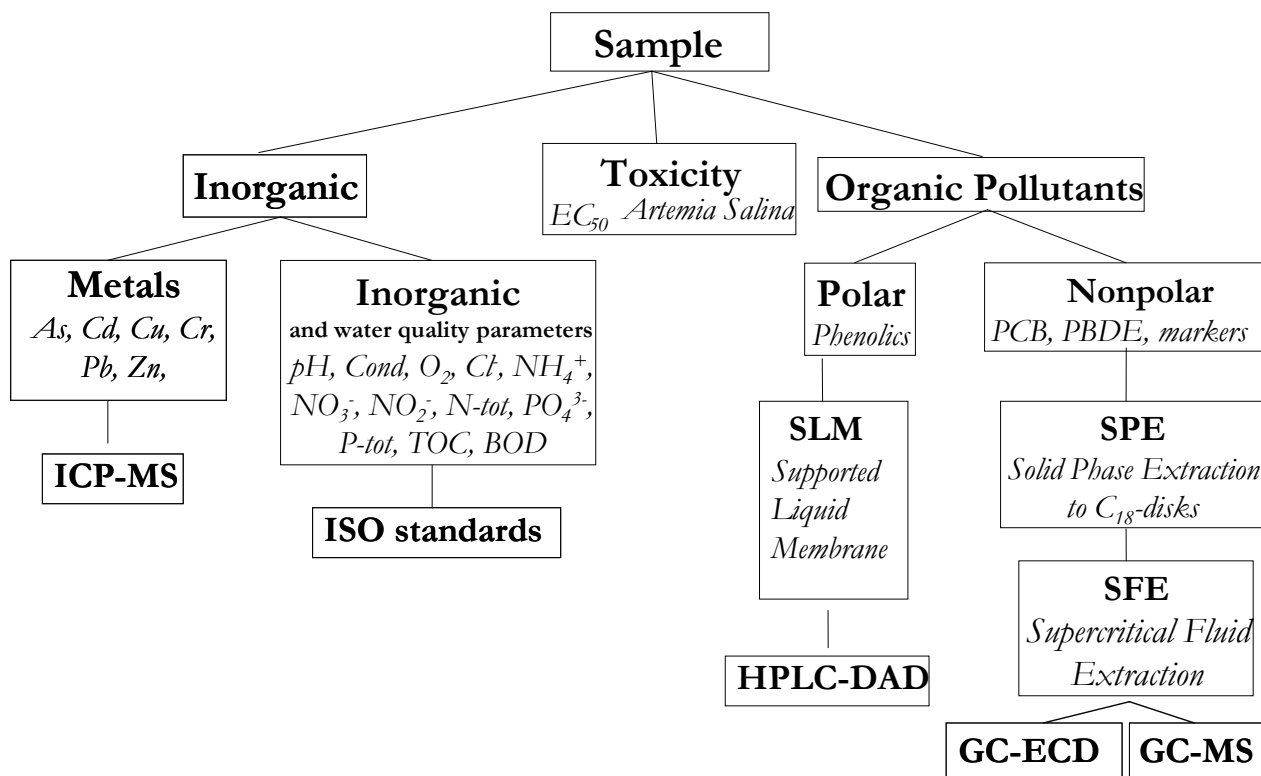 Sample
Inorganic
Toxicity
EC₅₀ Artemia Salina
Organic Pollutants
Metals
As, Cd, Cu, Cr,
Pb, Zn,
ICP-MS
Inorganic
and water quality parameters
pH, Cond, O₂, Cl⁻, NH₄⁺,
NO₃⁻, NO₂⁻, N-tot, PO₄³⁻,
P-tot, TOC, BOD
ISO standards
Polar
Phenolics
SLM
Supported
Liquid
Membrane
HPLC-DAD
Nonpolar
PCB, PBDE, markers
SPE
Solid Phase Extraction
to C₁₈-disks
SFE
Supercritical Fluid
Extraction
GC-ECD
GC-MS